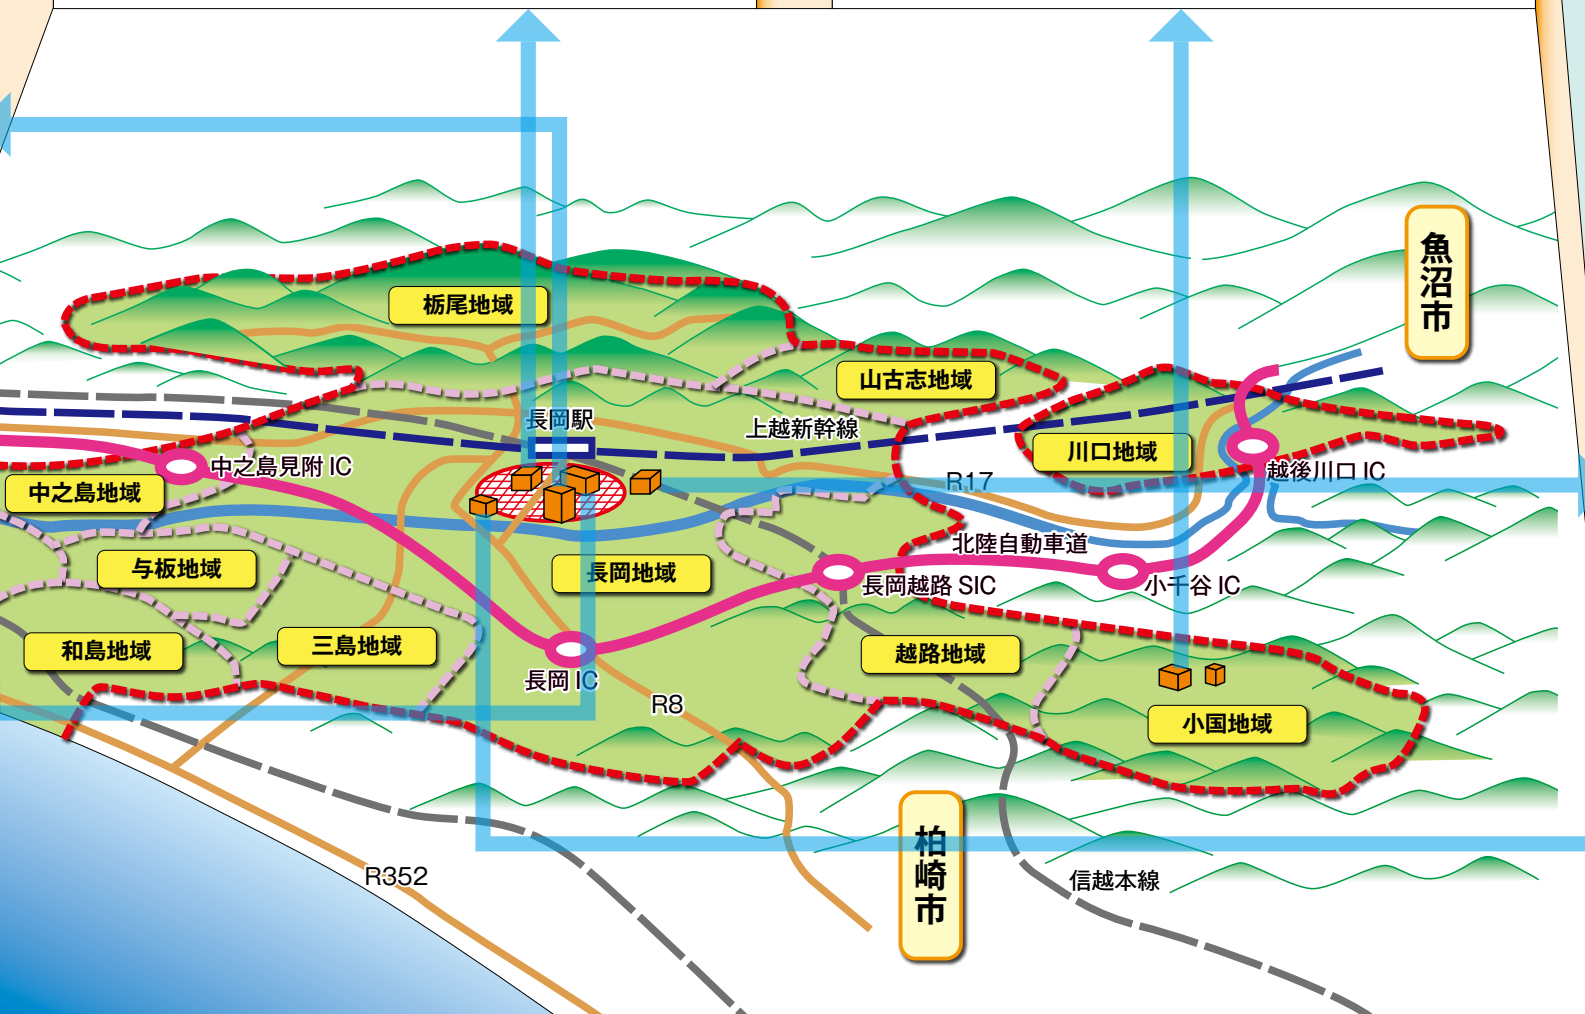 魚沼市
栃尾地域
山古志地域
長岡駅
上越新幹線
川口地域
中之島見附 IC
越後川口 IC
中之島地域
R17
北陸自動車道
与板地域
長岡地域
長岡越路 SIC
小千谷 IC
和島地域
三島地域
越路地域
長岡 IC
R8
小国地域
柏崎市
R352
信越本線